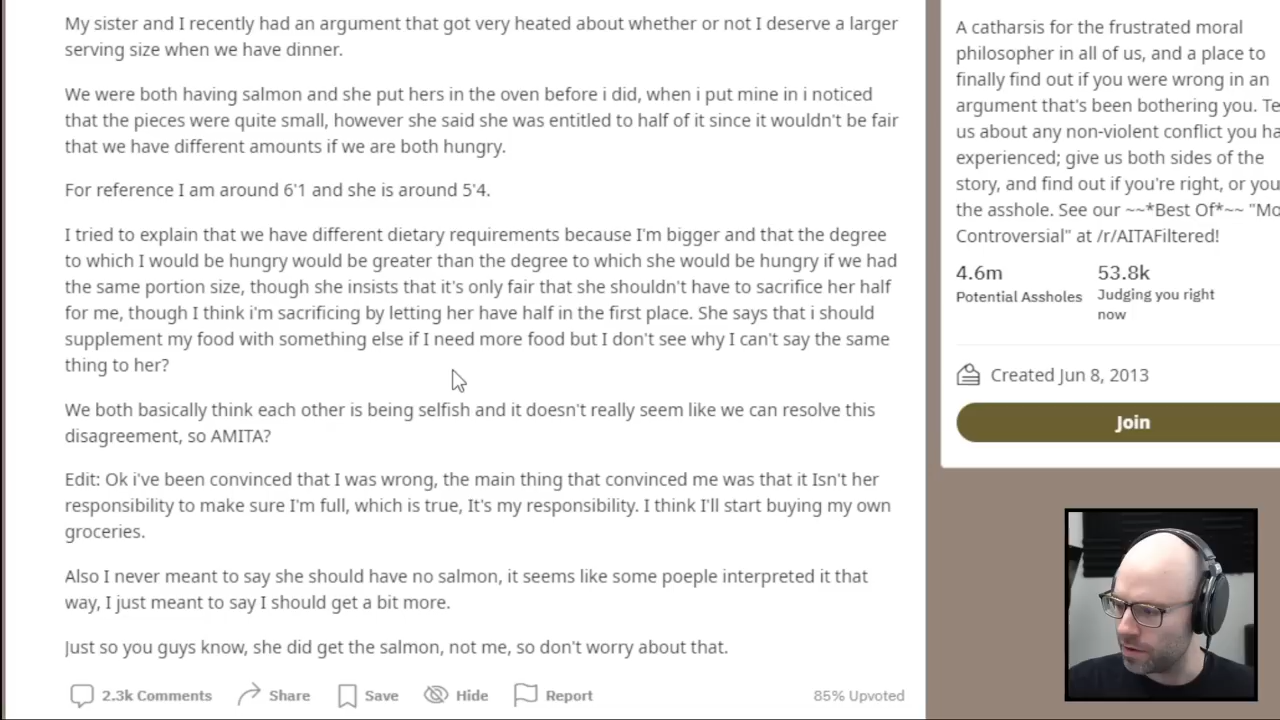 My sister and I recently had an argument that got very heated about whether or not I deserve a larger
serving size when we have dinner.
We were both having salmon and she put hers in the oven before i did, when i put mine in i noticed
that the pieces were quite small, however she said she was entitled to half of it since it wouldn't be fair
that we have different amounts if we are both hungry.
For reference I am around 6'1 and she is around 5'4.
I tried to explain that we have different dietary requirements because I'm bigger and that the degree
to which I would be hungry would be greater than the degree to which she would be hungry if we had
the same portion size, though she insists that it's only fair that she shouldn't have to sacrifice her half
for me, though I think i'm sacrificing by letting her have half in the first place. She says that i should
supplement my food with something else if I need more food but I don't see why I can't say the same
thing to her?
We both basically think each other is being selfish and it doesn't really seem like we can resolve this
disagreement, so AMITA?
Edit: Ok i've been convinced that I was wrong, the main thing that convinced me was that it Isn't her
responsibility to make sure I'm full, which is true, It's my responsibility. I think I'll start buying my own
groceries.
Also I never meant to say she should have no salmon, it seems like some poeple interpreted it that
way, I just meant to say I should get a bit more.
Just so you guys know, she did get the salmon, not me, so don't worry about that.
2.3k Comments Share Save Hide Report 85% Upvoted
A catharsis for the frustrated moral
philosopher in all of us, and a place to
finally find out if you were wrong in an
argument that's been bothering you. Te
us about any non-violent conflict you ha
experienced; give us both sides of the
story, and find out if you're right, or you
the asshole. See our ~~*Best Of*~~ "Mo
Controversial" at /r/AITAFiltered!
4.6m 53.8k
Potential Assholes Judging you right
now
Created Jun 8, 2013
Join